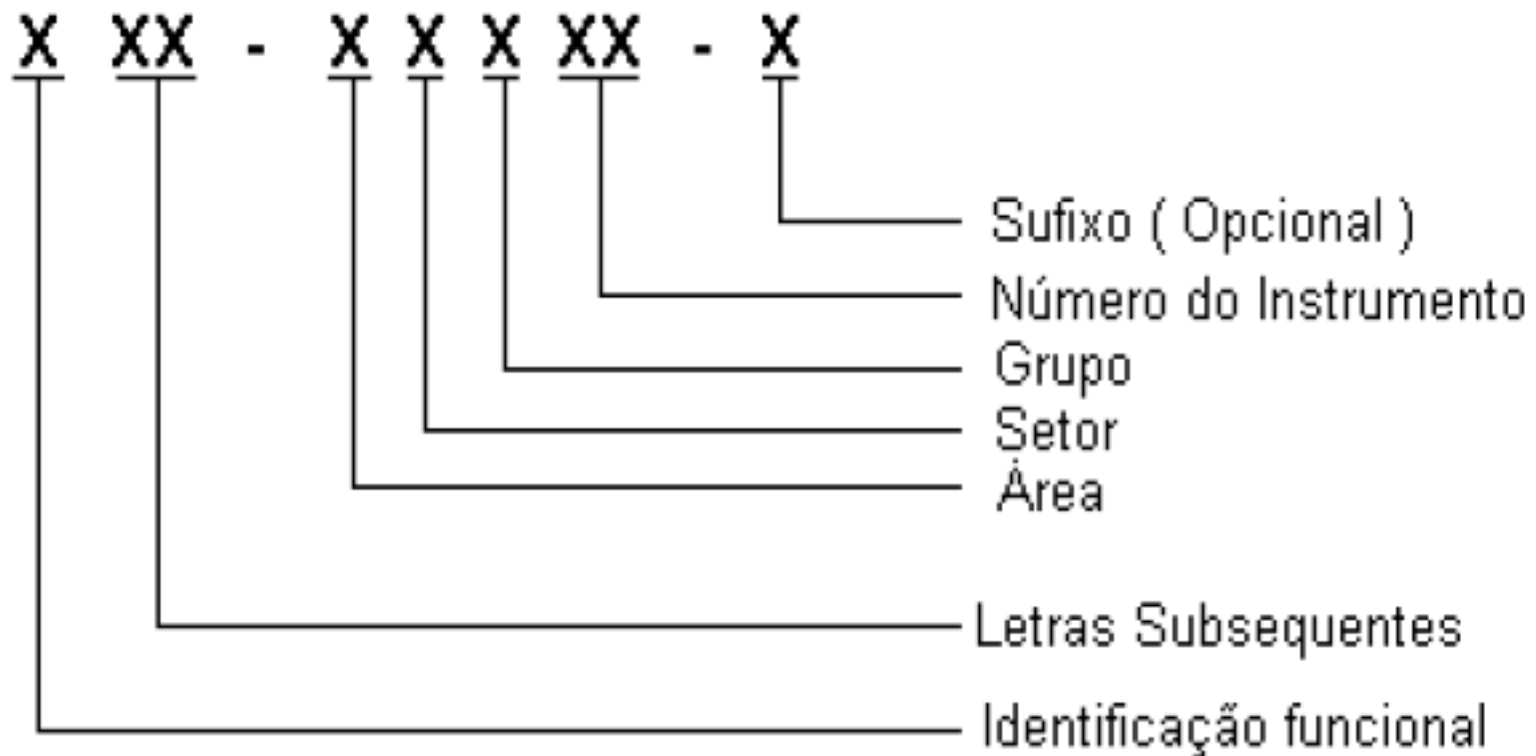 X XX - X X X XX - X
Sufixo ( Opcional )
Número do Instrumento
Grupo
Setor
Área
Letras Subsequentes
Identificação funcional